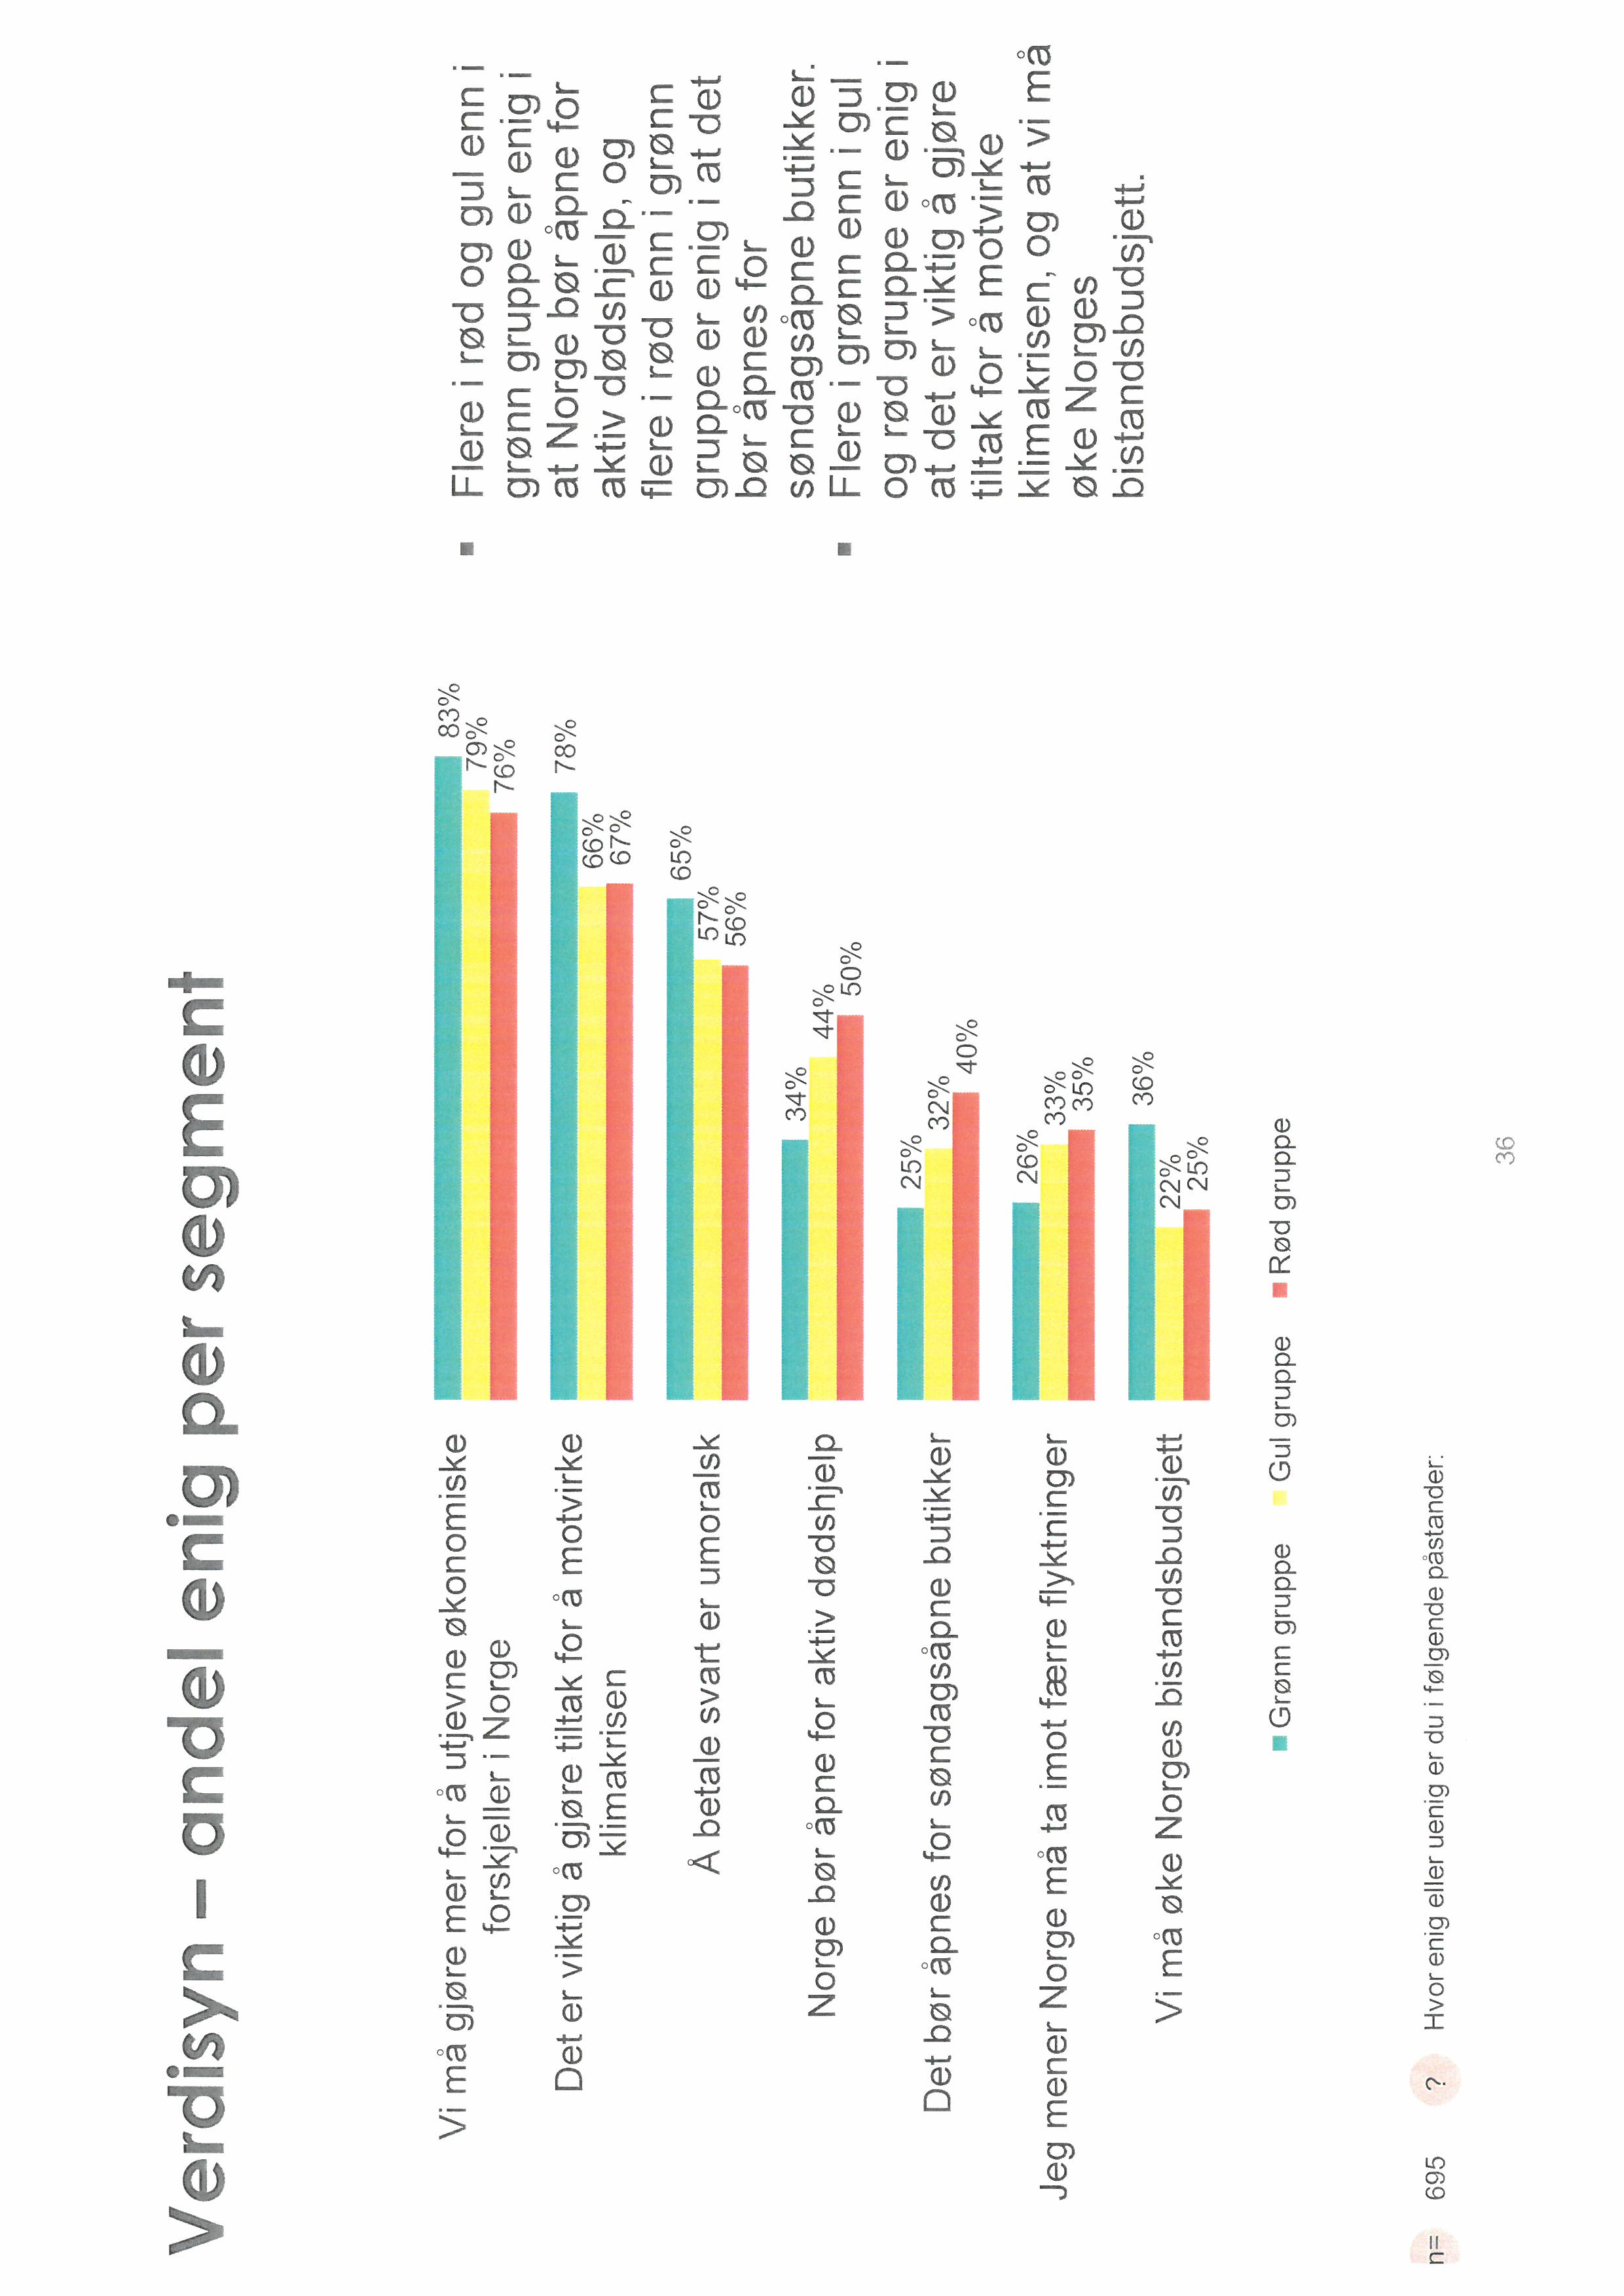 Verdisyn – andel enig per segment
Vi må gjøre mer for å utjevne økonomiske
forskjeller i Norge
83%
79%
76%
Det er viktig å gjøre tiltak for å motvirke
klimakrisen
78%
66%
67%
Å betale svart er umoralsk
65%
57%
56%
Norge bør åpne for aktiv dødshjelp
34%
44%
50%
Det bør åpnes for søndagsåpne butikker
25%
32%
40%
Jeg mener Norge må ta imot færre flyktninger
26%
33%
35%
Vi må øke Norges bistandsbudsjett
36%
22%
25%
Grønn gruppe
Gul gruppe
Rød gruppe
▪ Flere i rød og gul enn i
grønn gruppe er enig i
at Norge bør åpne for
aktiv dødshjelp, og
flere i rød enn i grønn
gruppe er enig i at det
bør åpnes for
søndagsåpne butikker.
▪ Flere i grønn enn i gul
og rød gruppe er enig i
at det er viktig å gjøre
tiltak for å motvirke
klimakrisen, og at vi må
øke Norges
bistandsbudsjett.
n= 695 ? Hvor enig eller uenig er du i følgende påstander:
36